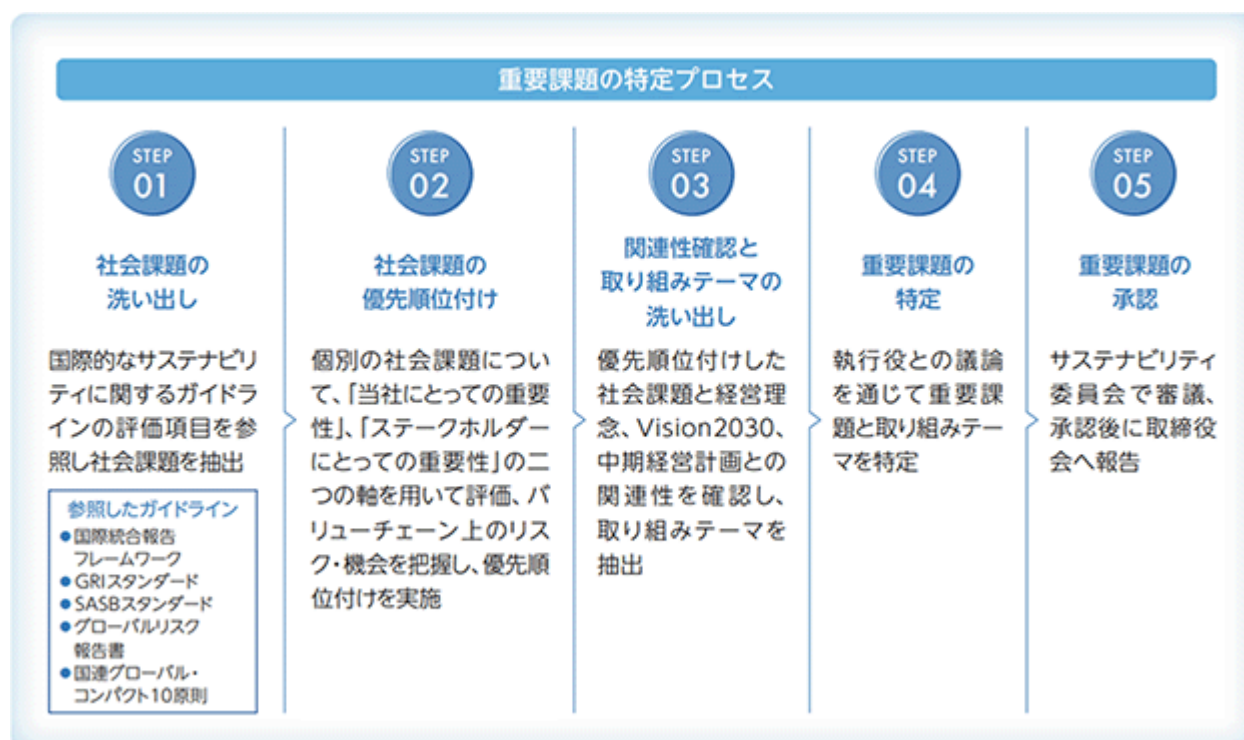 重要課題の特定プロセス
STEP
01
社会課題の
洗い出し
国際的なサステナビリ
ティに関するガイドラ
インの評価項目を参
照し社会課題を抽出
参照したガイドライン
●国際統合報告
フレームワーク
●GRIスタンダード
●SASBスタンダード
●グローバルリスク
報告書
●国連グローバル・
コンパクト10原則
STEP
02
社会課題の
優先順位付け
個別の社会課題につい
て、「当社にとっての重要
性」、「ステークホルダー
にとっての重要性」の二
つの軸を用いて評価、バ
リューチェーン上のリス
ク・機会を把握し、優先順
位付けを実施
STEP
03
関連性確認と
取り組みテーマの
洗い出し
優先順位付けした
社会課題と経営理
念、Vision2030、
中期経営計画との
関連性を確認し、
取り組みテーマを
抽出
STEP
04
重要課題の
特定
執行役との議論
を通じて重要課
題と取り組みテー
マを特定
STEP
05
重要課題の
承認
サステナビリティ
委員会で審議、
承認後に取締役
会へ報告